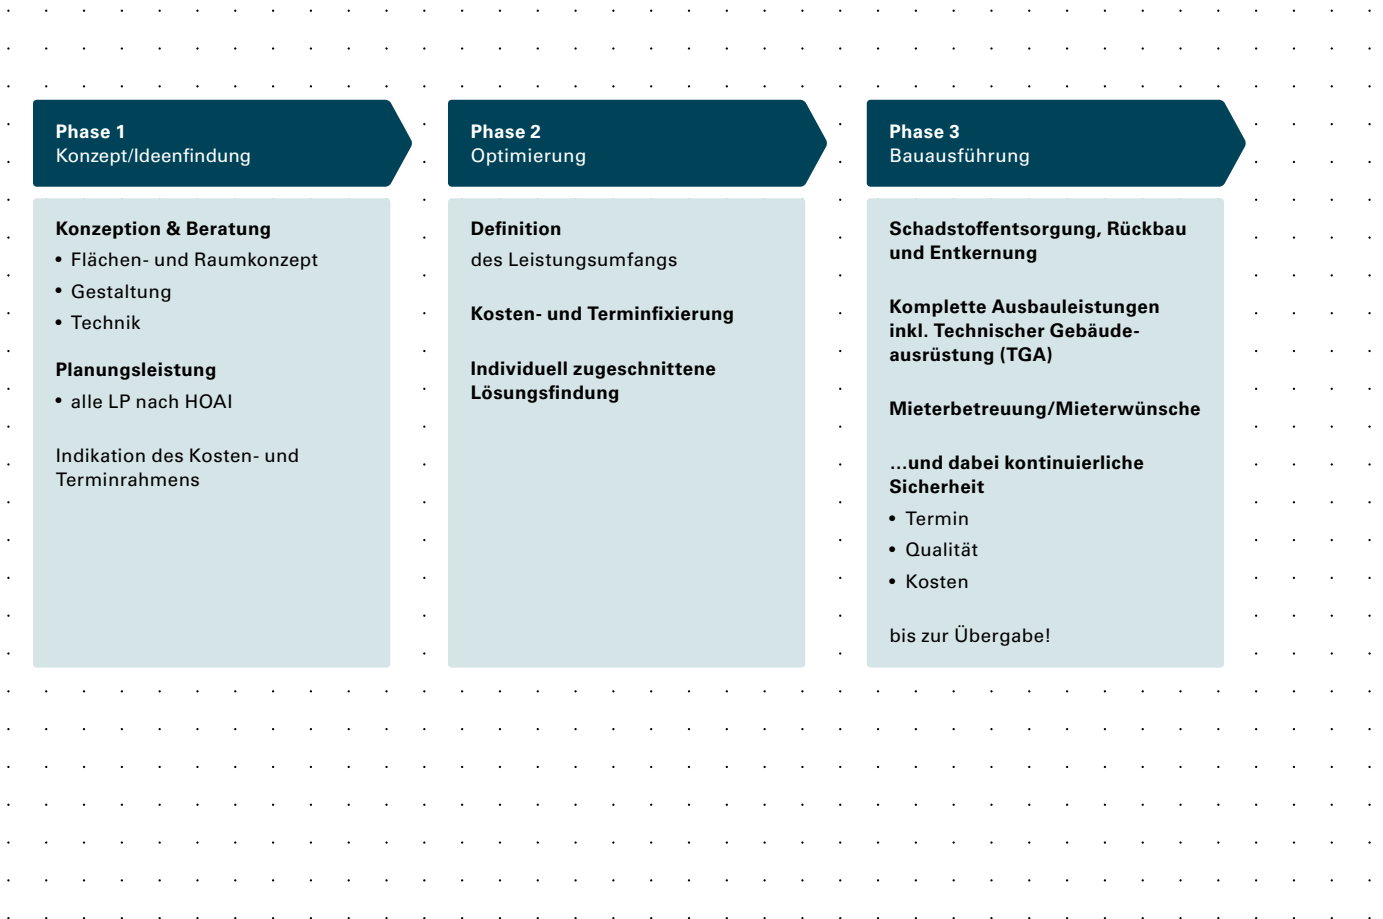 Phase 1
Konzept/Ideenfindung
Konzeption & Beratung
• Flächen- und Raumkonzept
• Gestaltung
• Technik
Planungsleistung
• alle LP nach HOAI
Indikation des Kosten- und
Terminrahmens
Phase 2
Optimierung
Definition
des Leistungsumfangs
Kosten- und Terminfixierung
Individuell zugeschnittene
Lösungsfindung
Phase 3
Bauausführung
Schadstoffentsorgung, Rückbau
und Entkernung
Komplette Ausbauleistungen
inkl. Technischer Gebäude-
ausrüstung (TGA)
Mieterbetreuung/Mieterwünsche
…und dabei kontinuierliche
Sicherheit
• Termin
• Qualität
• Kosten
bis zur Übergabe!